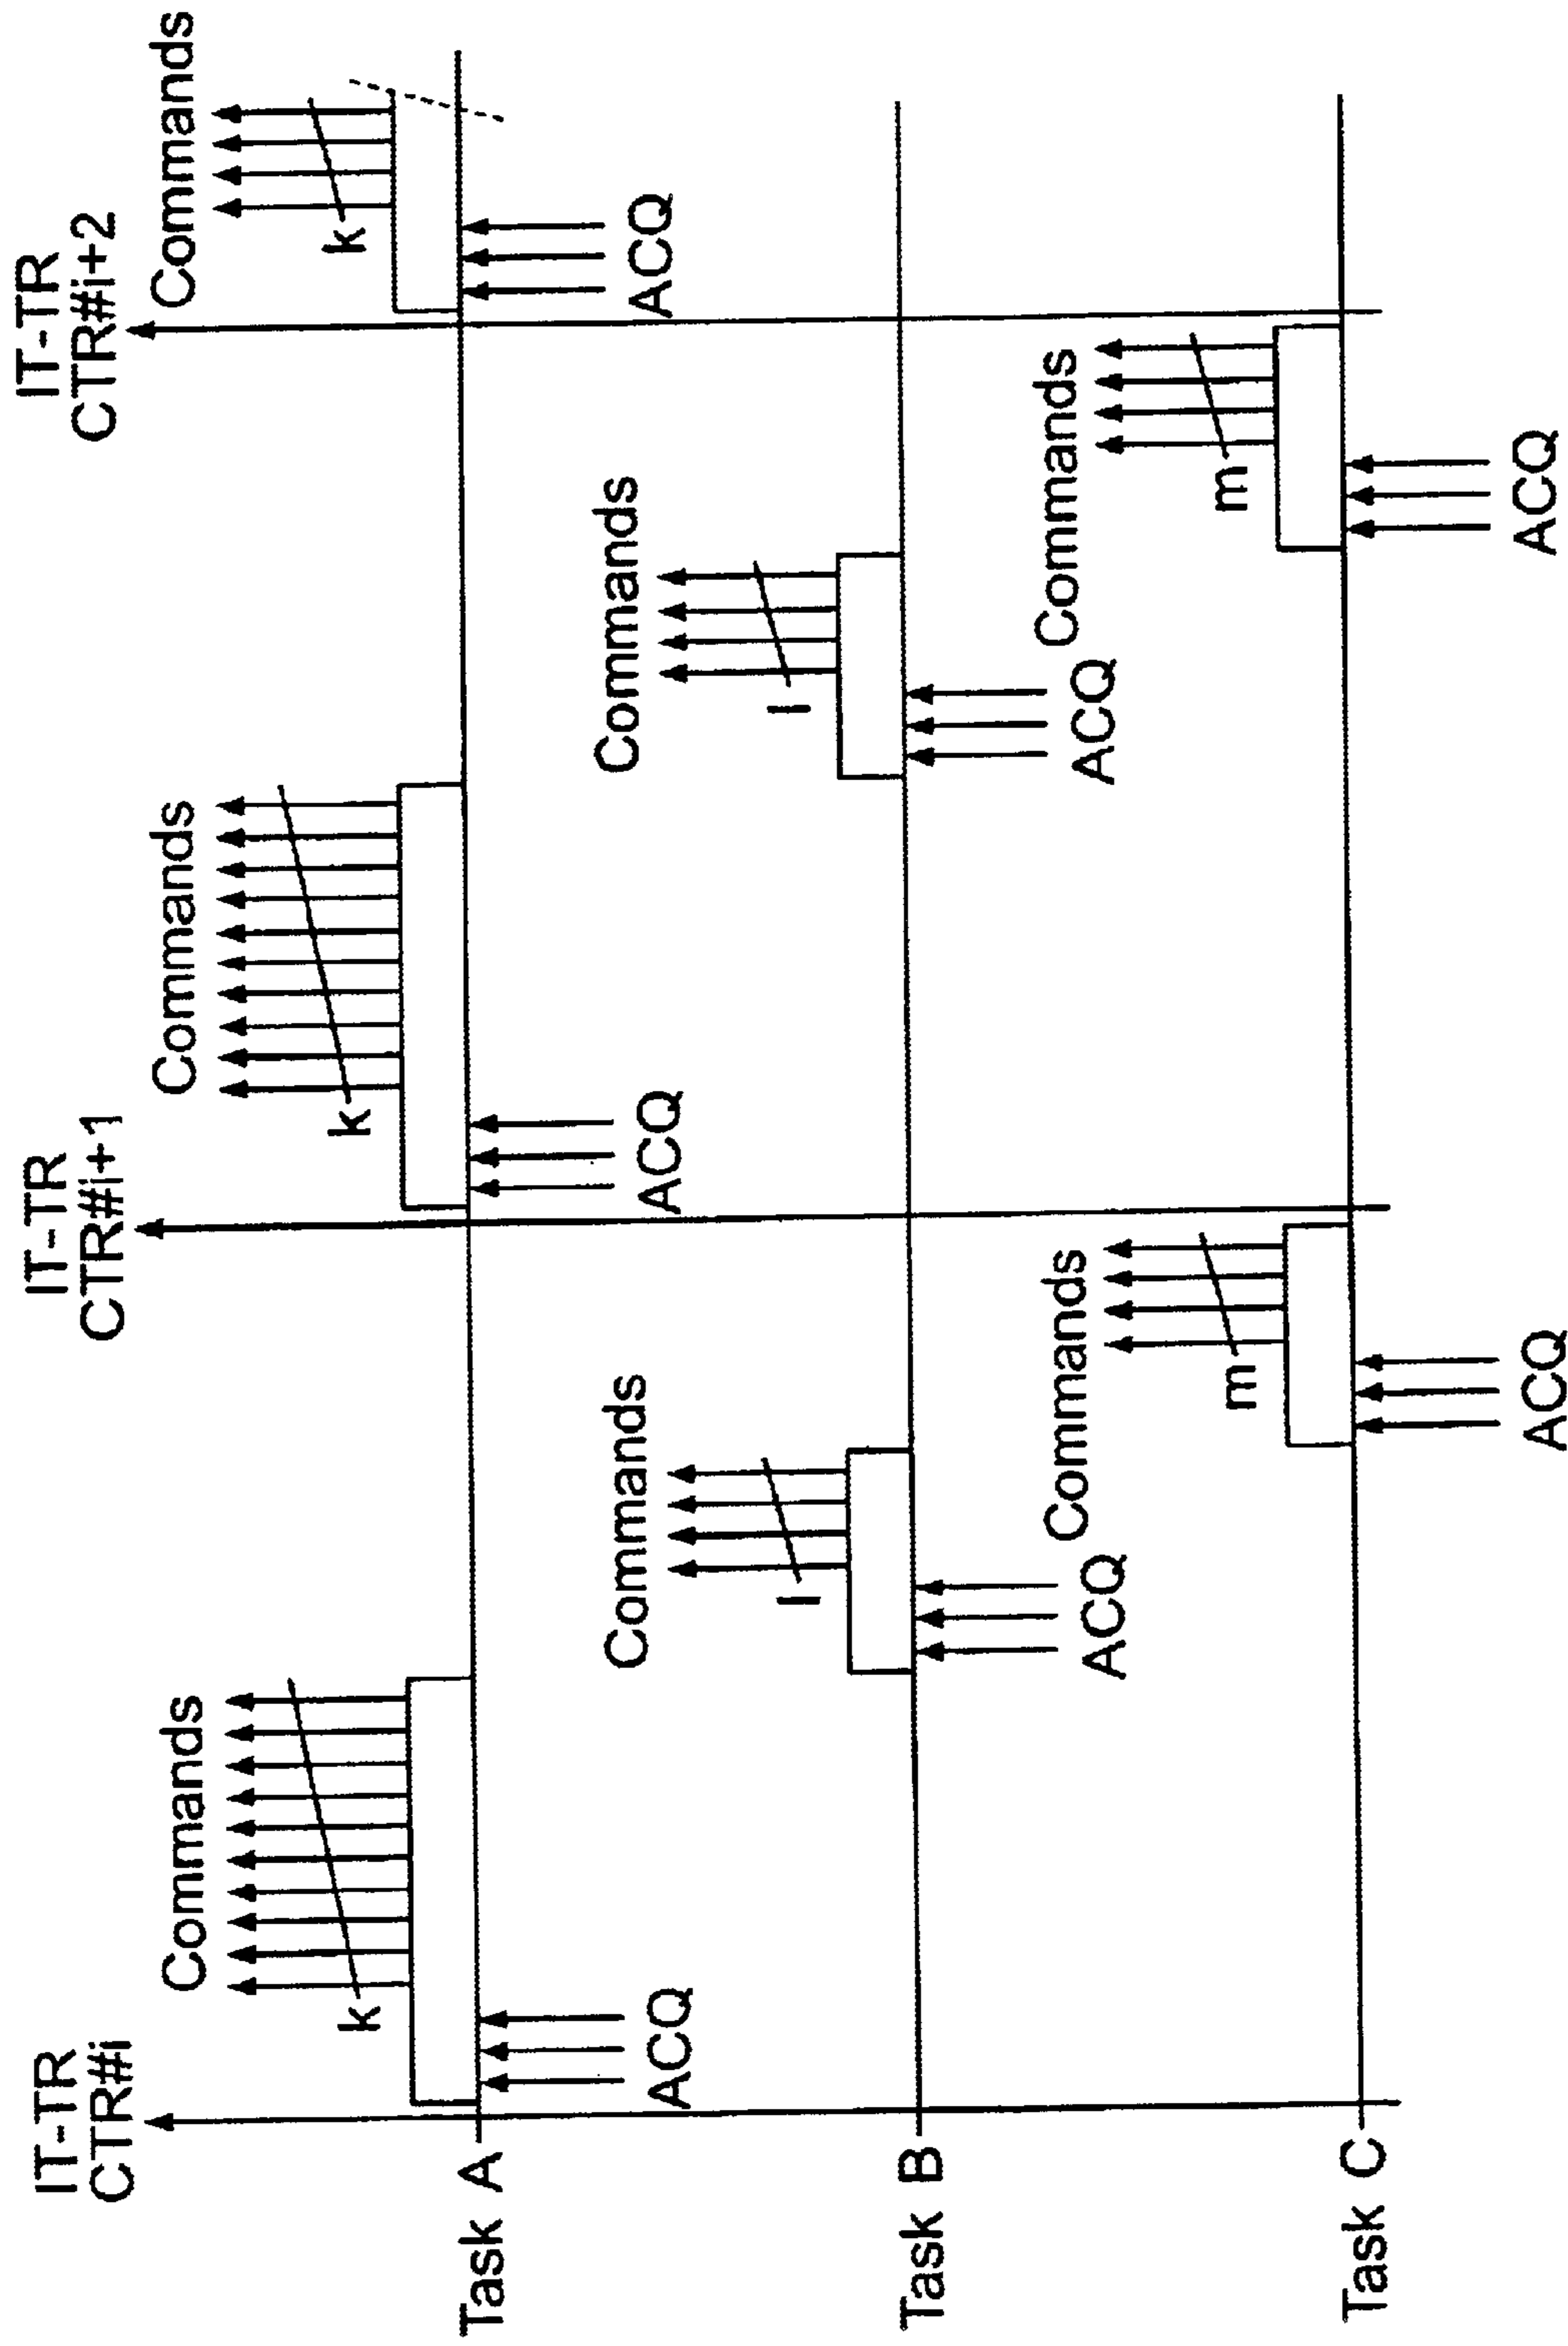 IT-TR
CTR#i
IT-TR
CTR#i+1
IT-TR
CTR#i+2
Commands
Commands
Commands
k
k
k
Task A
ACQ
ACQ
ACQ
Commands
Commands
l
l
Task B
ACQ
ACQ
Commands
Commands
m
m
Task C
ACQ
ACQ